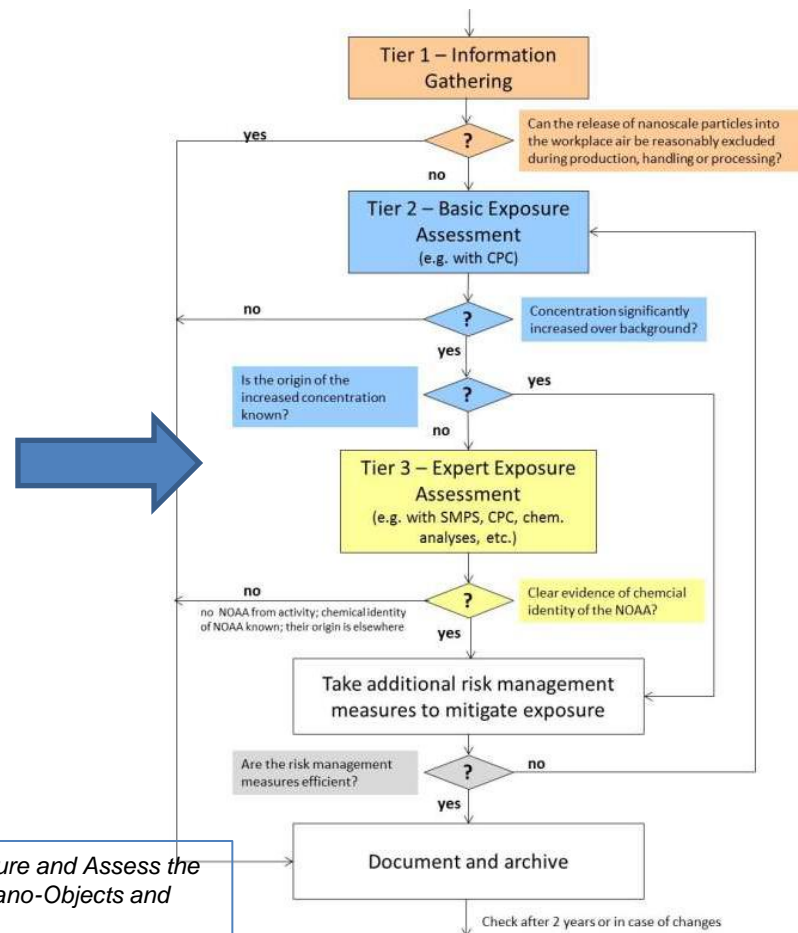 Tier 1 – Information
Gathering
Can the release of nanoscale particles into
the workplace air be reasonably excluded
during production, handling or processing?
yes
?
no
Tier 2 – Basic Exposure
Assessment
(e.g. with CPC)
no
?
Concentration significantly
increased over background?
yes
Is the origin of the
increased concentration
known?
?
yes
no
Tier 3 – Expert Exposure
Assessment
(e.g. with SMPS, CPC, chem.
analyses, etc.)
no
?
Clear evidence of chemcial
identity of the NOAA?
no NOAA from activity; chemical identity
of NOAA known; their origin is elsewhere
yes
Take additional risk management
measures to mitigate exposure
Are the risk management
measures efficient?
?
no
yes
Document and archive
ure and Assess the
ano-Objects and
Check after 2 years or in case of changes